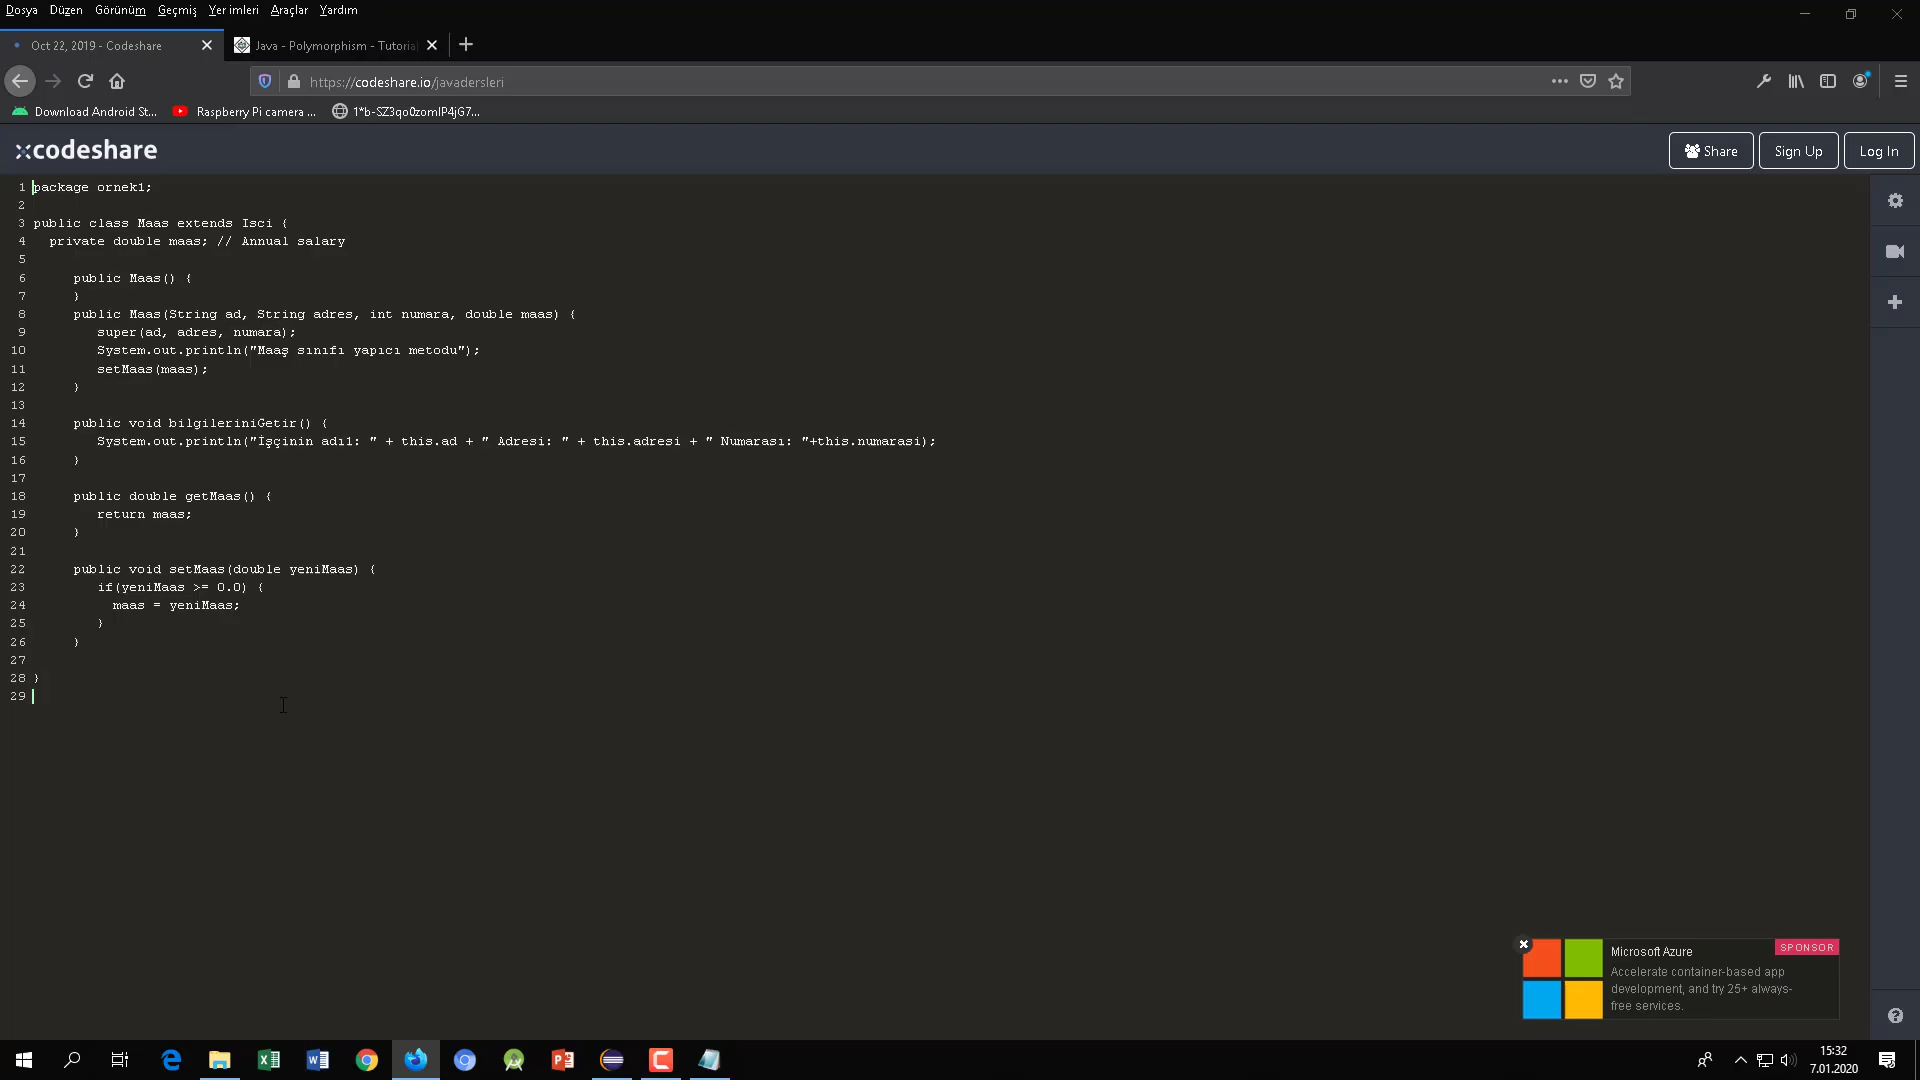 Dosya Düzen Görünüm Geçmiş Yer imleri Araçlar Yardım
Oct 22, 2019 - Codeshare
Java - Polymorphism - Tutoria
https://codeshare.io/javadersleri
Download Android St...
Raspberry Pi camera ...
1*b-SZ3qo0zomIP4jG7...
codeshare
Share
Sign Up
Log In
1 package ornek1;
2
3 public class Maas extends Isci {
4 private double maas; // Annual salary
5
6 public Maas() {
7 }
8 public Maas(String ad, String adres, int numara, double maas) {
9 super(ad, adres, numara);
10 System.out.println("Maaş sınıfı yapıcı metodu");
11 setMaas(maas);
12 }
13
14 public void bilgileriniGetir() {
15 System.out.println("İşçinin adı1: " + this.ad + " Adresi: " + this.adresi + " Numarası: "+this.numarasi);
16 }
17
18 public double getMaas() {
19 return maas;
20 }
21
22 public void setMaas(double yeniMaas) {
23 if(yeniMaas >= 0.0) {
24 maas = yeniMaas;
25 }
26 }
27
28 }
29
Microsoft Azure
SPONSOR
Accelerate container-based app
development, and try 25+ always-
free services.
15:32
7.01.2020